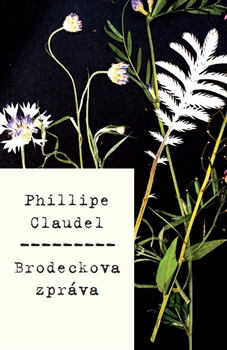 Phillipe
Claudel
---------
Brodeckova
zpráva